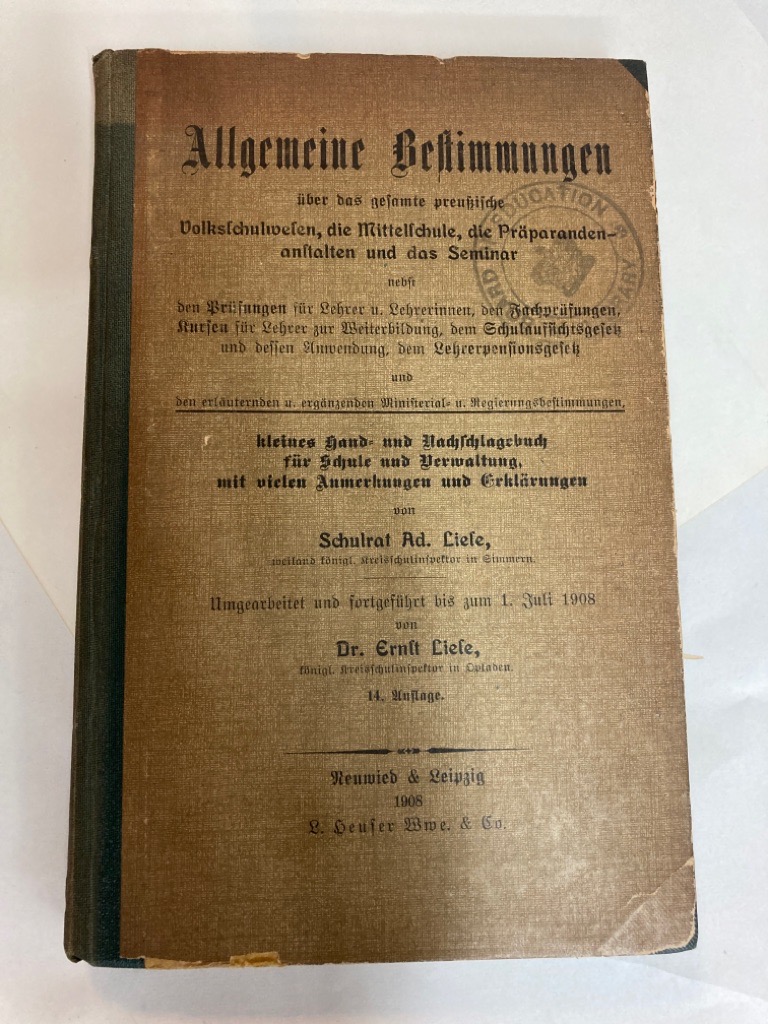 Allgemeine Bestimmungen
über das gesamte preußische
Volksschulwesen, die Mittelschule, die Präparanden-
anstalten und das Seminar
nebst
den Prüfungen für Lehrer u. Lehrerinnen, den Fachprüfungen,
Kursen für Lehrer zur Weiterbildung, dem Schulaufsichtsgesetz
und dessen Anwendung, dem Lehrerpensionsgesetz
und
den erläuternden u. ergänzenden Ministerial- u. Regierungsbestimmungen,
kleines Hand- und Nachschlagebuch
für Schule und Verwaltung,
mit vielen Anmerkungen und Erklärungen
von
Schulrat Ad. Liese,
weiland königl. Kreisschulinspektor in Simmern.
Umgearbeitet und fortgeführt bis zum 1. Juli 1908
von
Dr. Ernst Liese,
königl. Kreisschulinspektor in Opladen.
14. Auflage.
Neuwied & Leipzig
1908
L. Heuser Wwe. & Co.
EDUCATION